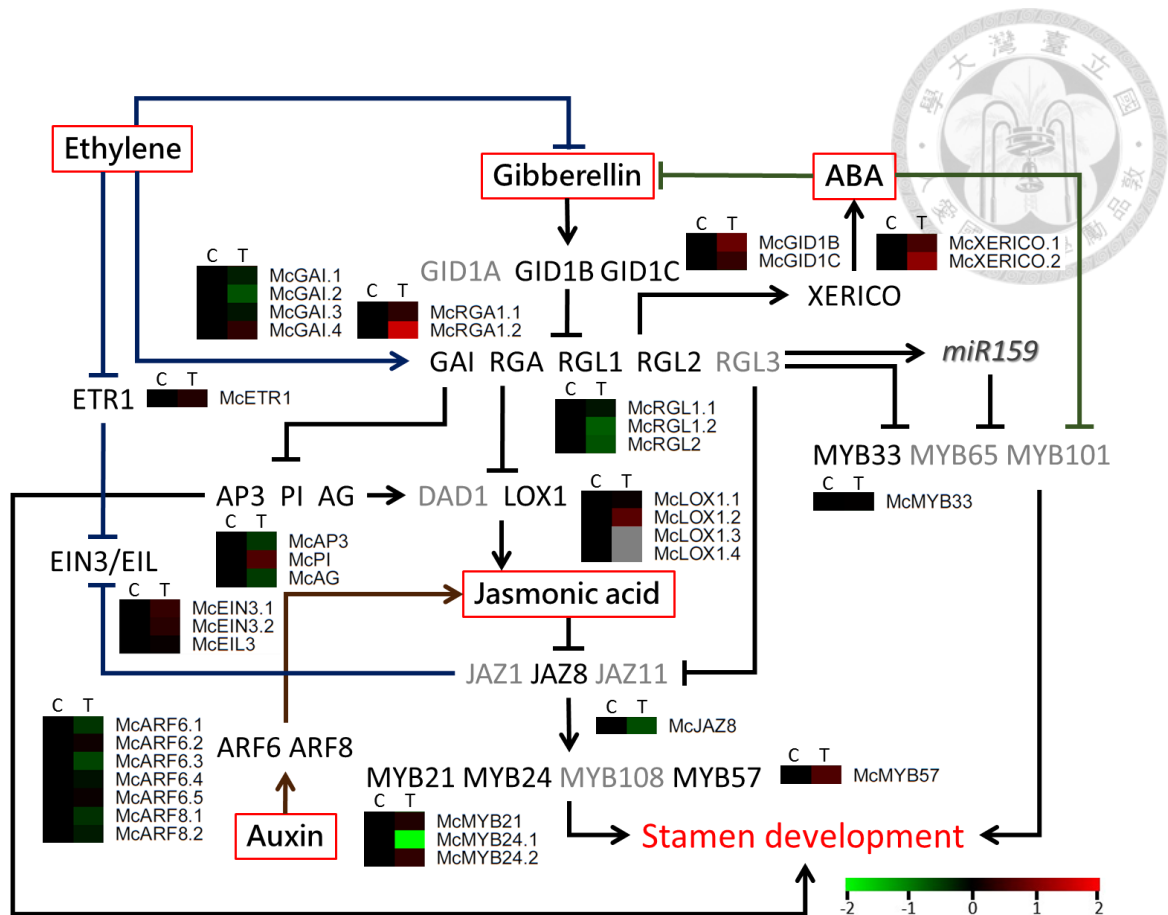 Ethylene
Gibberellin
ABA
C T
McGID1B
McGID1C
C T
McXERICO.1
McXERICO.2
C T
McGAI.1
McGAI.2
McGAI.3
McGAI.4
GID1A GID1B GID1C
XERICO
C T
McRGA1.1
McRGA1.2
GAI RGA RGL1 RGL2 RGL3
miR159
ETR1
C T
McETR1
C T
McRGL1.1
McRGL1.2
McRGL2
MYB33 MYB65 MYB101
C T
McMYB33
AP3 PI AG
DAD1 LOX1
C T
McLOX1.1
McLOX1.2
McLOX1.3
McLOX1.4
C T
McAP3
McPI
McAG
EIN3/EIL
C T
McEIN3.1
McEIN3.2
McEIL3
Jasmonic acid
JAZ1 JAZ8 JAZ11
C T
McJAZ8
C T
McARF6.1
McARF6.2
McARF6.3
McARF6.4
McARF6.5
McARF8.1
McARF8.2
ARF6 ARF8
Auxin
MYB21 MYB24 MYB108 MYB57
C T
McMYB57
C T
McMYB21
McMYB24.1
McMYB24.2
Stamen development
-2 -1 0 1 2